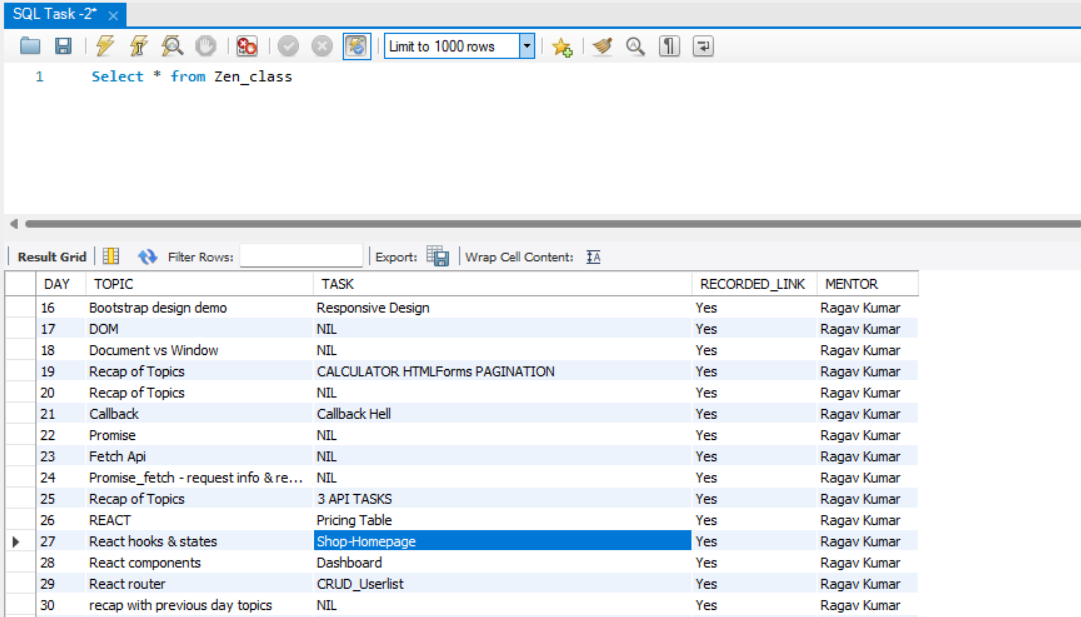 SQL Task -2*
Limit to 1000 rows
1 Select * from Zen_class
Result Grid Filter Rows: Export: Wrap Cell Content:
DAY TOPIC TASK RECORDED_LINK MENTOR
16 Bootstrap design demo Responsive Design Yes Ragav Kumar
17 DOM NIL Yes Ragav Kumar
18 Document vs Window NIL Yes Ragav Kumar
19 Recap of Topics CALCULATOR HTMLForms PAGINATION Yes Ragav Kumar
20 Recap of Topics NIL Yes Ragav Kumar
21 Callback Callback Hell Yes Ragav Kumar
22 Promise NIL Yes Ragav Kumar
23 Fetch Api NIL Yes Ragav Kumar
24 Promise_fetch - request info & re... NIL Yes Ragav Kumar
25 Recap of Topics 3 API TASKS Yes Ragav Kumar
26 REACT Pricing Table Yes Ragav Kumar
27 React hooks & states Shop-Homepage Yes Ragav Kumar
28 React components Dashboard Yes Ragav Kumar
29 React router CRUD_Userlist Yes Ragav Kumar
30 recap with previous day topics NIL Yes Ragav Kumar